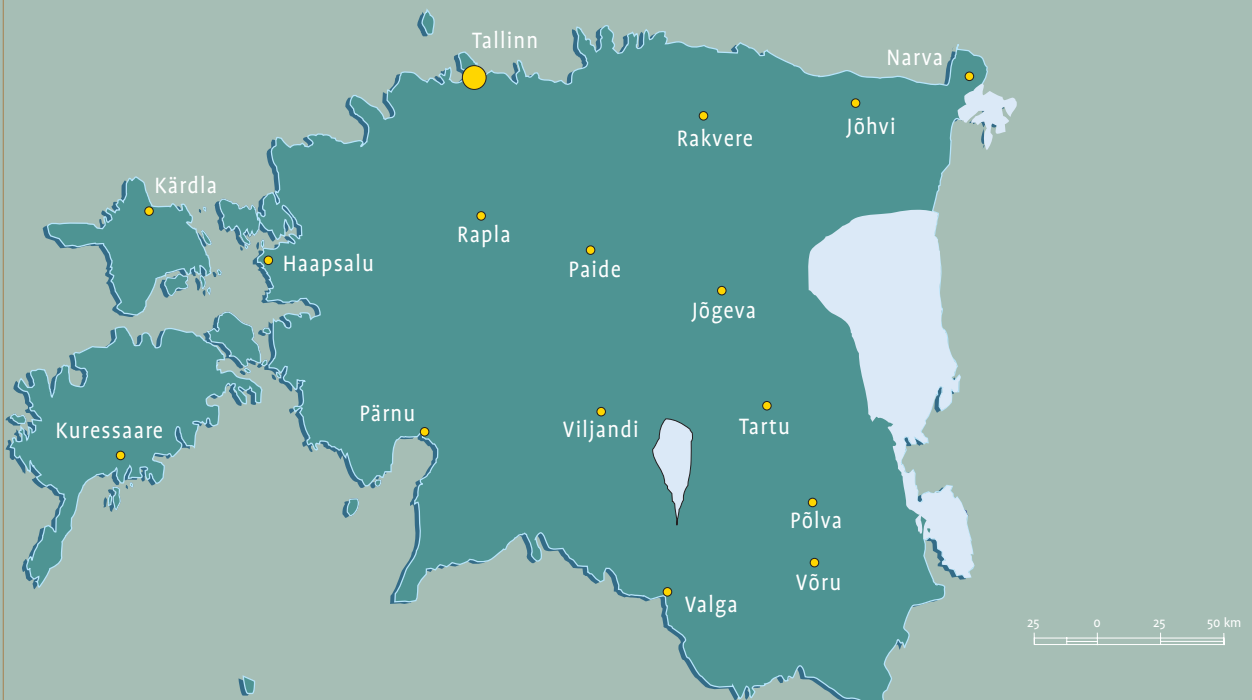 Tallinn
Narva
Jõhvi
Rakvere
Kärdla
Rapla
Haapsalu
Paide
Jõgeva
Pärnu
Kuressaare
Viljandi
Tartu
Põlva
Võru
Valga
25 0 25 50 km